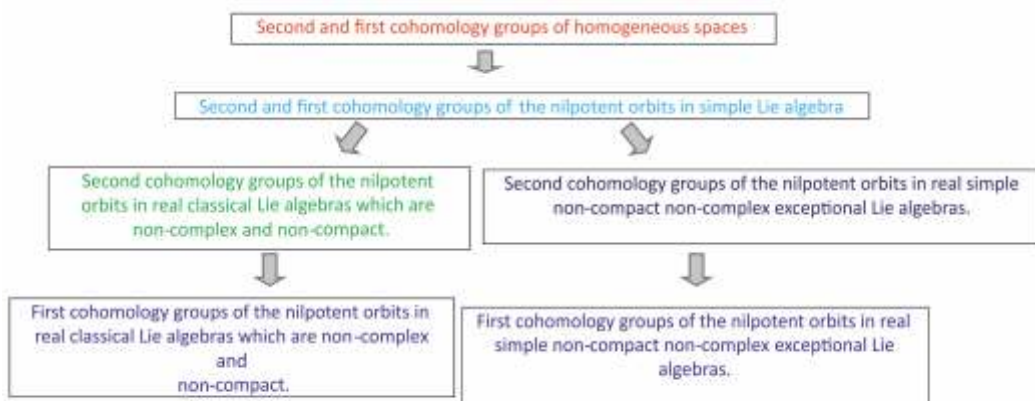 Second and first cohomology groups of homogeneous spaces
Second and first cohomology groups of the nilpotent orbits in simple Lie algebra
Second cohomology groups of the nilpotent
orbits in real classical Lie algebras which are
non-complex and non-compact.
Second cohomology groups of the nilpotent orbits in real simple
non-compact non-complex exceptional Lie algebras.
First cohomology groups of the nilpotent orbits in
real classical Lie algebras which are non-complex
and
non-compact.
First cohomology groups of the nilpotent orbits in real
simple non-compact non-complex exceptional Lie
algebras.